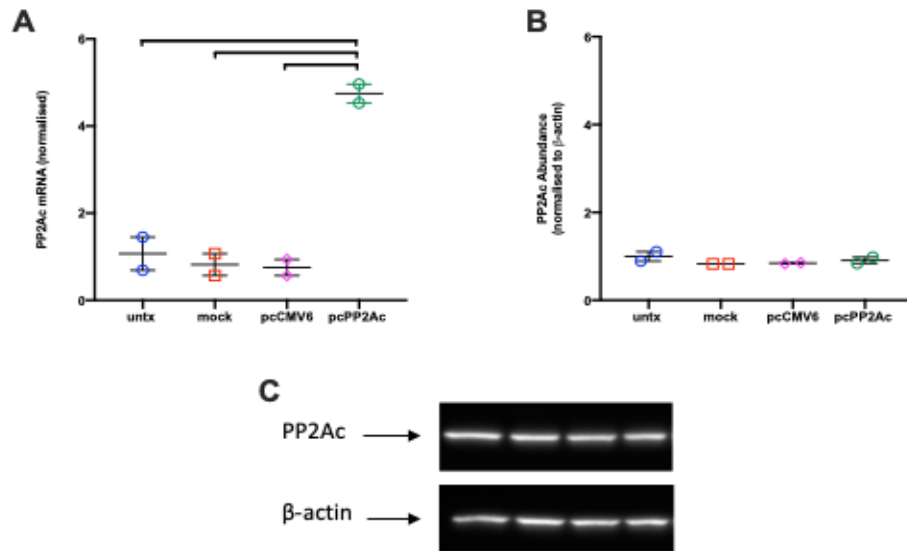 A
PP2Ac mRNA (normalised)
6
4
2
0
untx mock pcCMV6 pcPP2Ac
B
PP2Ac Abundance
(normalised to β-actin)
6
4
2
0
untx mock pcCMV6 pcPP2Ac
C
PP2Ac
β-actin